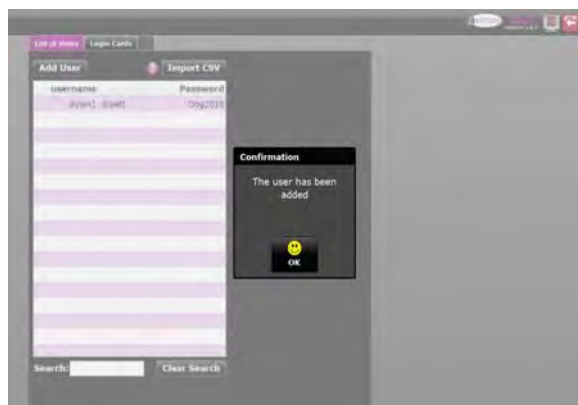 List of Users Login Cards
Add User Import CSV
username Password
Dog2010
Confirmation
The user has been
added
OK
Search: Clear Search